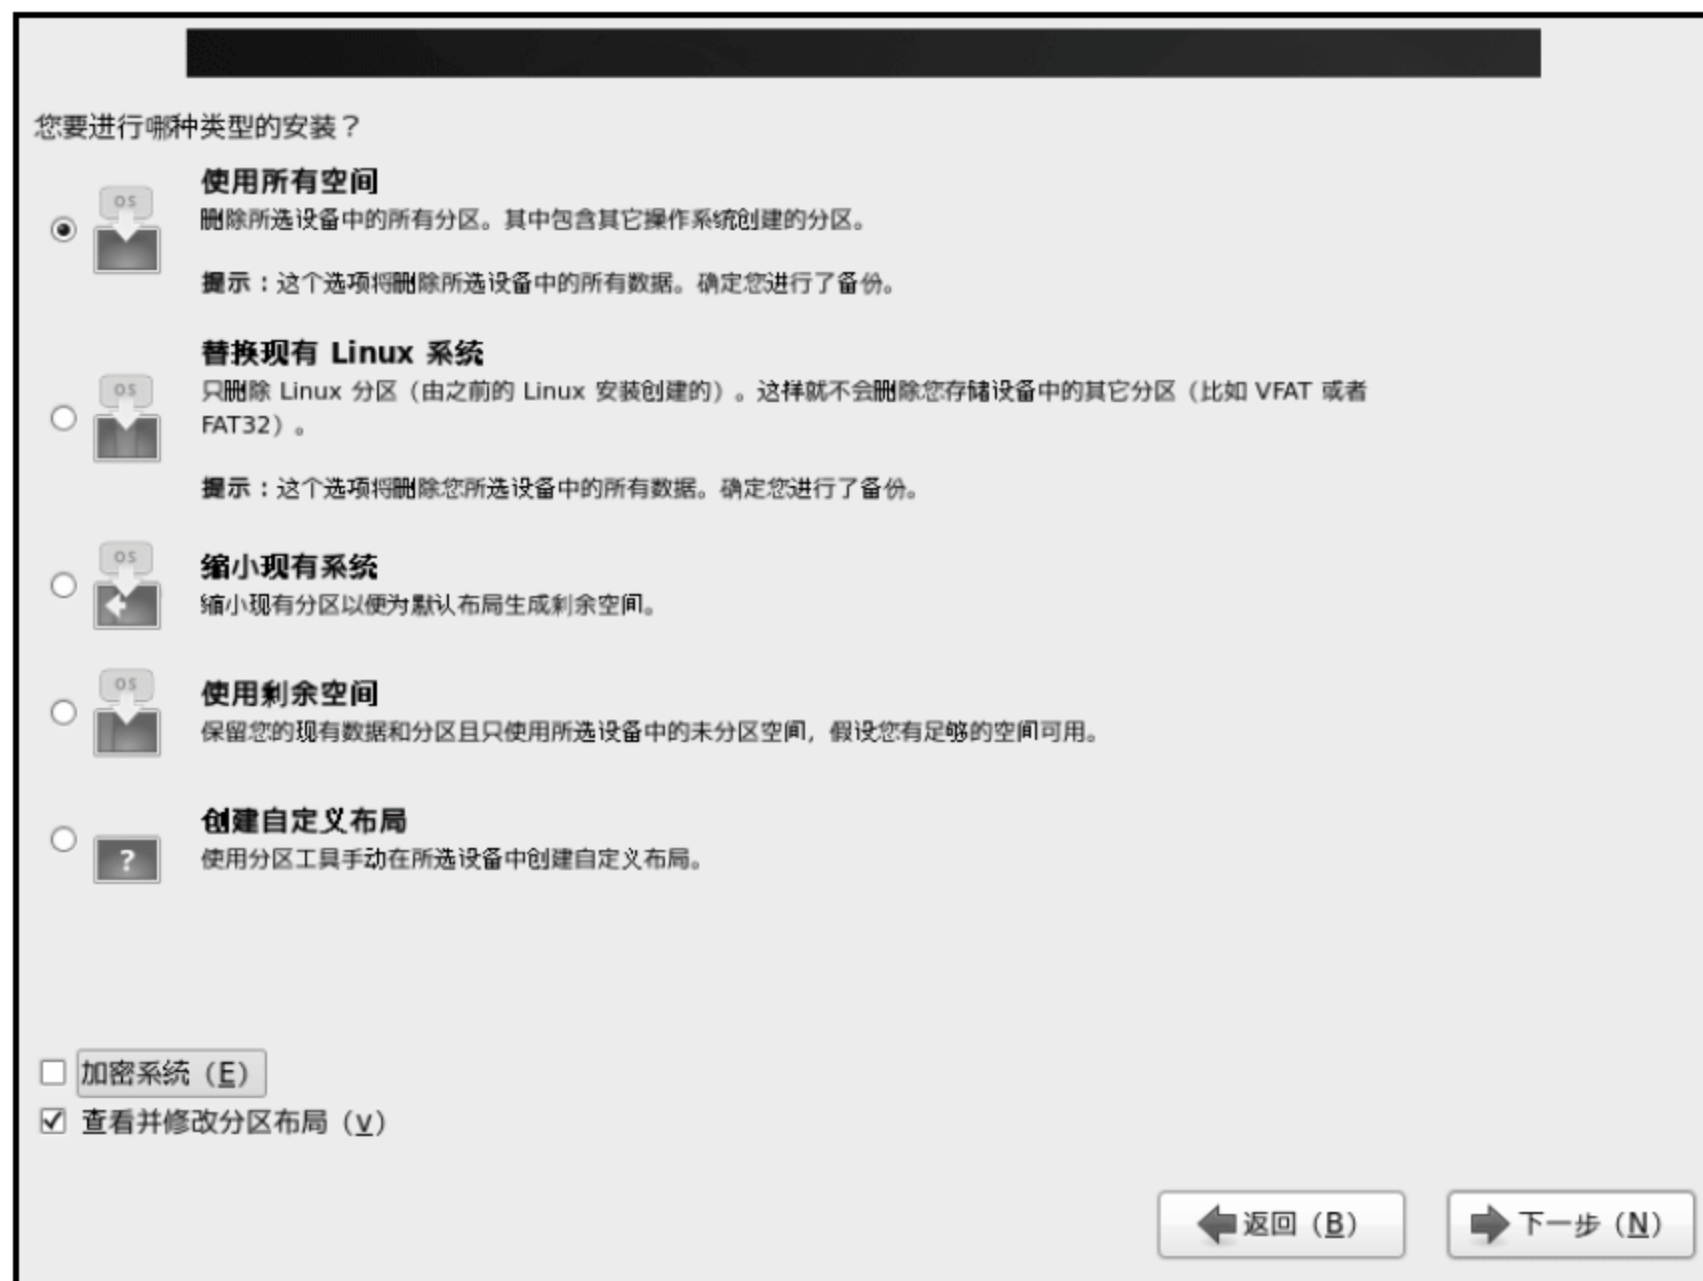 您要进行哪种类型的安装？
使用所有空间
OS
删除所选设备中的所有分区。其中包含其它操作系统创建的分区。
提示：这个选项将删除所选设备中的所有数据。确定您进行了备份。
替换现有 Linux 系统
OS
只删除 Linux 分区（由之前的 Linux 安装创建的）。这样就不会删除您存储设备中的其它分区（比如 VFAT 或者
FAT32）。
提示：这个选项将删除您所选设备中的所有数据。确定您进行了备份。
OS
缩小现有系统
缩小现有分区以便为默认布局生成剩余空间。
OS
使用剩余空间
保留您的现有数据和分区且只使用所选设备中的未分区空间，假设您有足够的空间可用。
创建自定义布局
?
使用分区工具手动在所选设备中创建自定义布局。
加密系统（E）
查看并修改分区布局（V）
返回（B）
下一步（N）